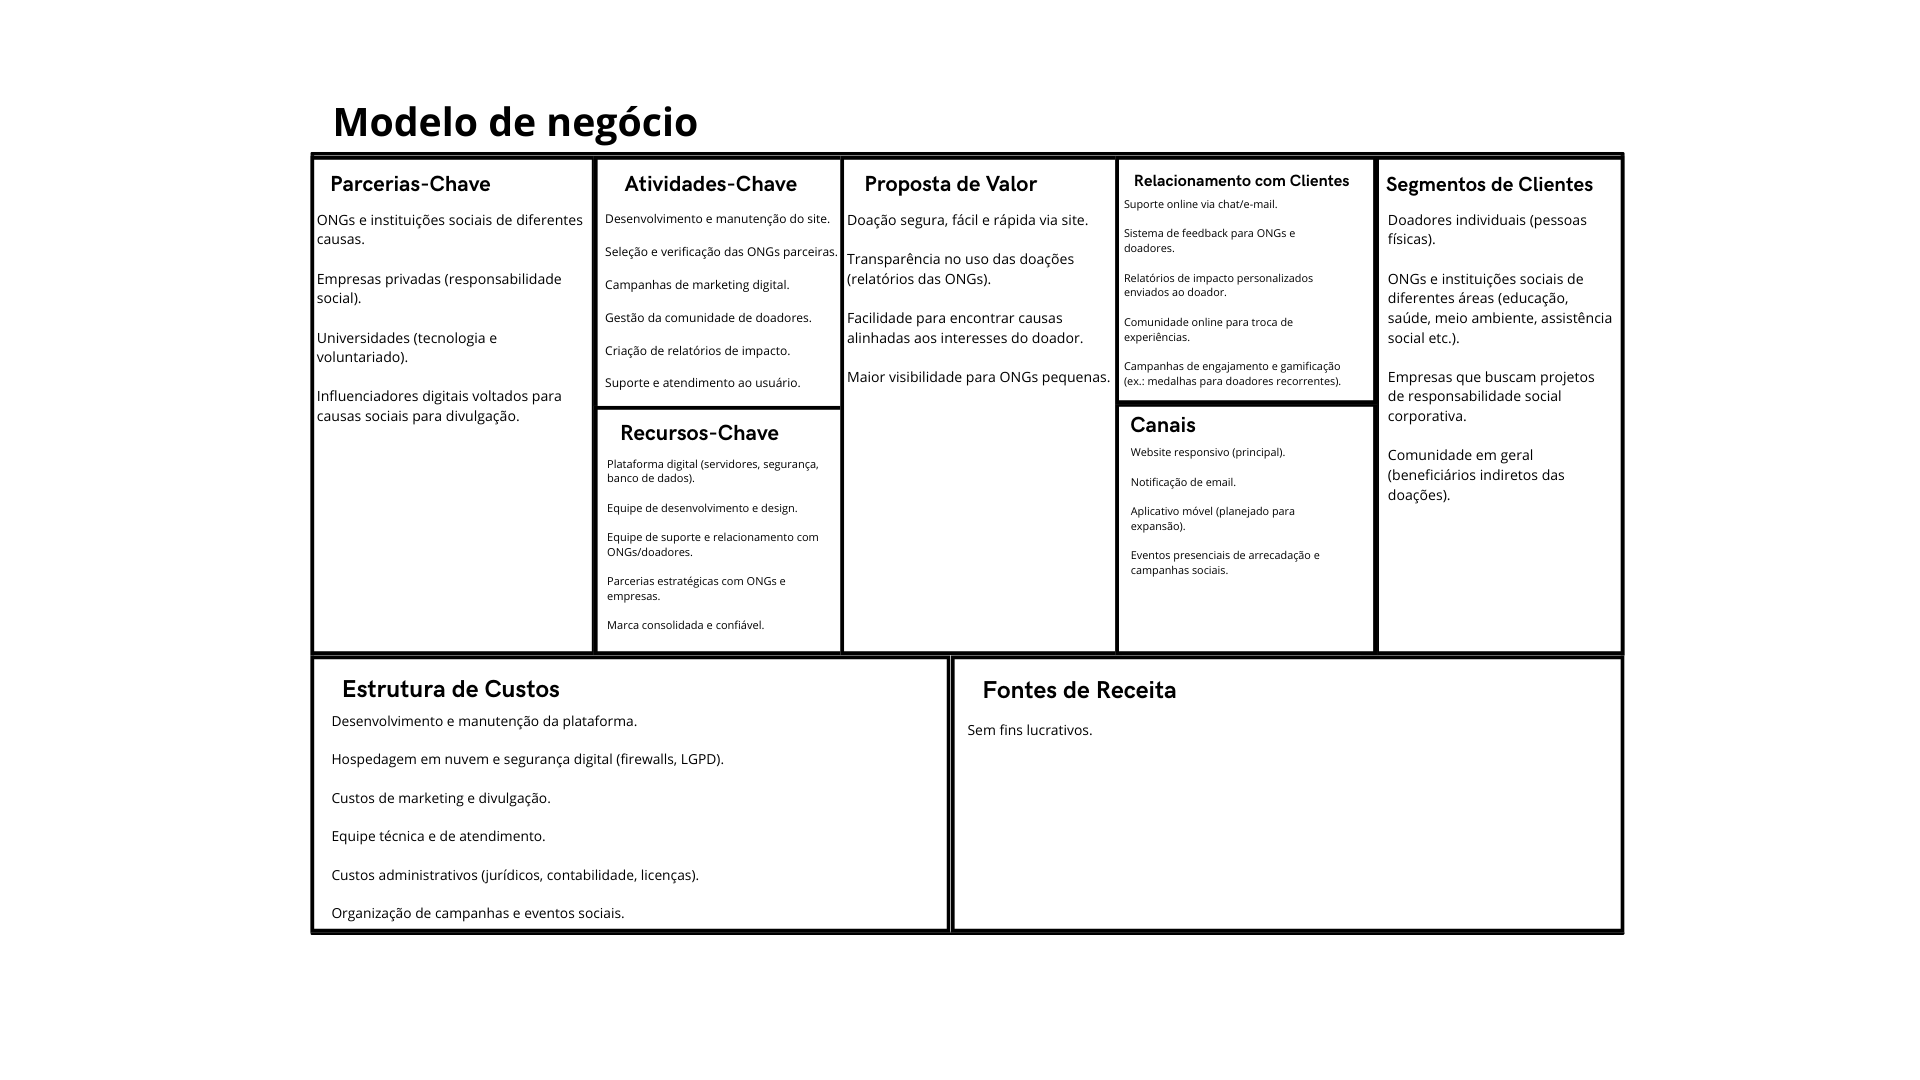 Modelo de negócio
Parcerias-Chave
ONGs e instituições sociais de diferentes
causas.
Empresas privadas (responsabilidade
social).
Universidades (tecnologia e
voluntariado).
Influenciadores digitais voltados para
causas sociais para divulgação.
Atividades-Chave
Desenvolvimento e manutenção do site.
Seleção e verificação das ONGs parceiras.
Campanhas de marketing digital.
Gestão da comunidade de doadores.
Criação de relatórios de impacto.
Suporte e atendimento ao usuário.
Recursos-Chave
Plataforma digital (servidores, segurança,
banco de dados).
Equipe de desenvolvimento e design.
Equipe de suporte e relacionamento com
ONGs/doadores.
Parcerias estratégicas com ONGs e
empresas.
Marca consolidada e confiável.
Proposta de Valor
Doação segura, fácil e rápida via site.
Transparência no uso das doações
(relatórios das ONGs).
Facilidade para encontrar causas
alinhadas aos interesses do doador.
Maior visibilidade para ONGs pequenas.
Relacionamento com Clientes
Suporte online via chat/e-mail.
Sistema de feedback para ONGs e
doadores.
Relatórios de impacto personalizados
enviados ao doador.
Comunidade online para troca de
experiências.
Campanhas de engajamento e gamificação
(ex.: medalhas para doadores recorrentes).
Canais
Website responsivo (principal).
Notificação de email.
Aplicativo móvel (planejado para
expansão).
Eventos presenciais de arrecadação e
campanhas sociais.
Segmentos de Clientes
Doadores individuais (pessoas
físicas).
ONGs e instituições sociais de
diferentes áreas (educação,
saúde, meio ambiente, assistência
social etc.).
Empresas que buscam projetos
de responsabilidade social
corporativa.
Comunidade em geral
(beneficiários indiretos das
doações).
Estrutura de Custos
Desenvolvimento e manutenção da plataforma.
Hospedagem em nuvem e segurança digital (firewalls, LGPD).
Custos de marketing e divulgação.
Equipe técnica e de atendimento.
Custos administrativos (jurídicos, contabilidade, licenças).
Organização de campanhas e eventos sociais.
Fontes de Receita
Sem fins lucrativos.